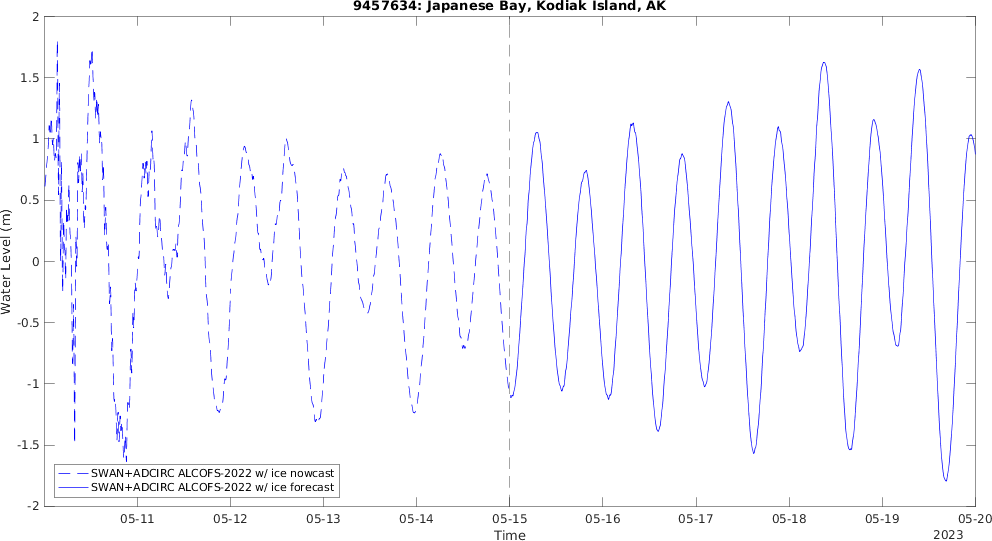 9457634: Japanese Bay, Kodiak Island, AK
2
1.5
1
0.5
0
-0.5
-1
-1.5
-2
Water Level (m)
SWAN+ADCIRC ALCOFS-2022 w/ ice nowcast
SWAN+ADCIRC ALCOFS-2022 w/ ice forecast
05-11 05-12 05-13 05-14 05-15 05-16 05-17 05-18 05-19 05-20
Time
2023